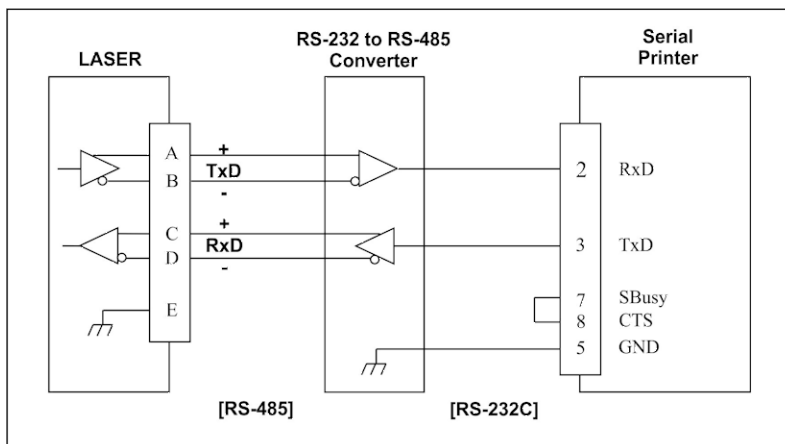 LASER
RS-232 to RS-485
Converter
Serial
Printer
A
+
TxD
B
-
2
RxD
C
+
RxD
D
-
3
TxD
E
7
SBusy
8
CTS
5
GND
[RS-485]
[RS-232C]